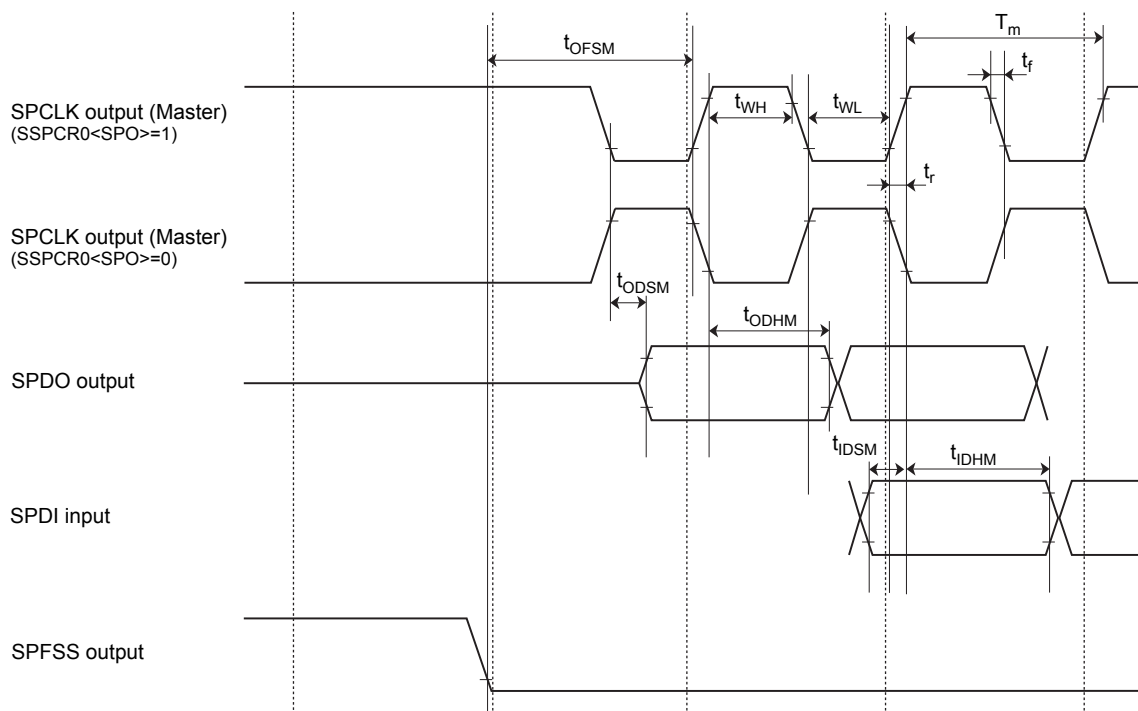 T_m
t_OFSM
t_f
SPCLK output (Master)
(SSPCR0<SPO>=1)
t_WH
t_WL
t_r
SPCLK output (Master)
(SSPCR0<SPO>=0)
t_ODSM
t_ODHM
SPDO output
t_IDSM
t_IDHM
SPDI input
SPFSS output